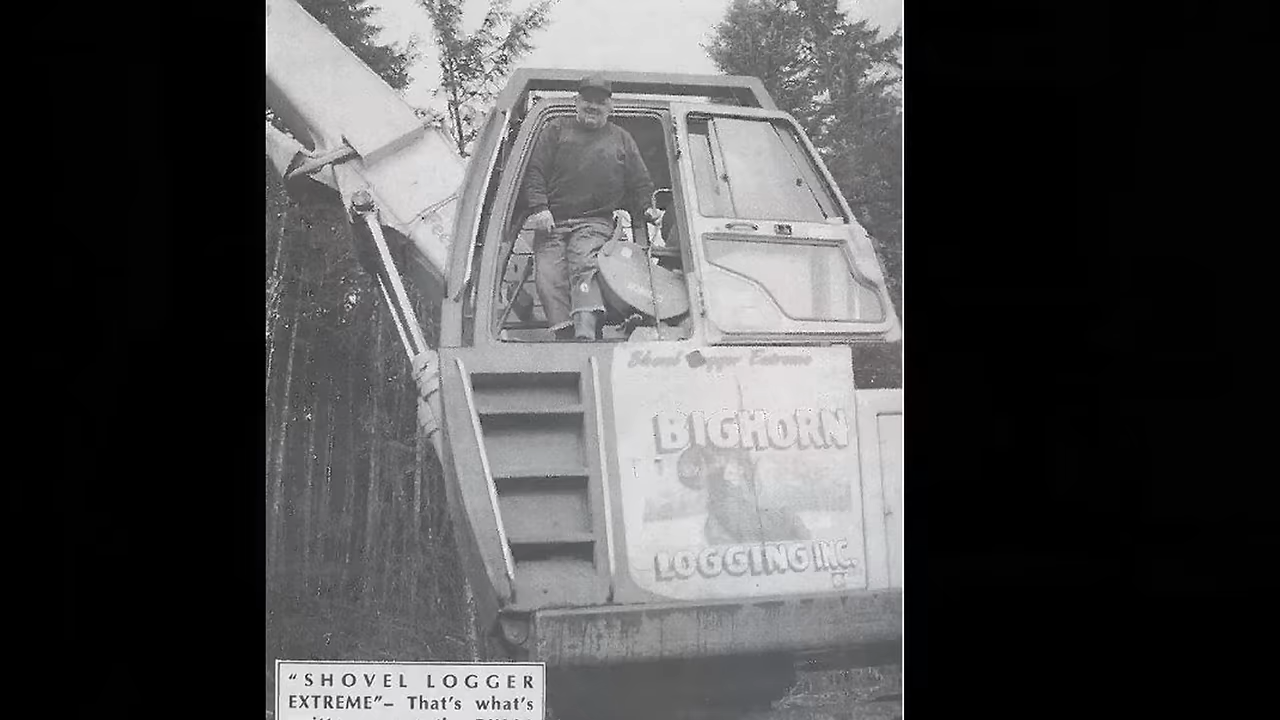 Shovel Logger Extreme
BIGHORN
LOGGING INC.
"SHOVEL LOGGER
EXTREME"– That's what's